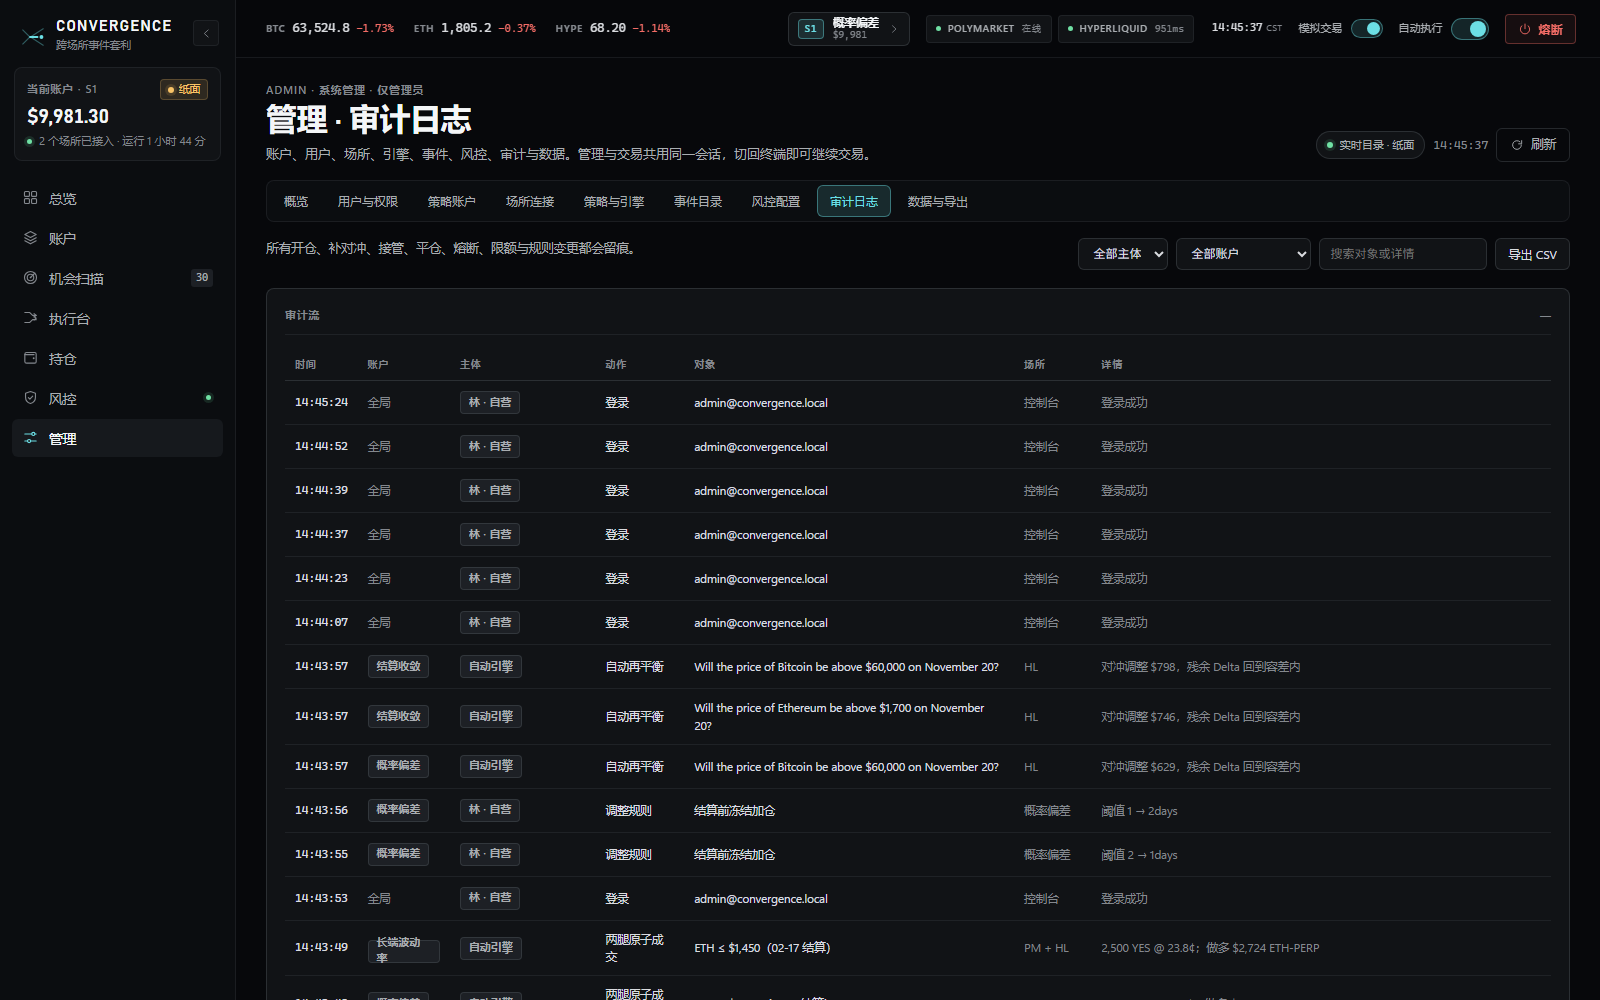 CONVERGENCE
跨场所事件套利
当前账户 · S1
纸面
$9,981.30
2 个场所已接入 · 运行 1 小时 44 分
总览
账户
机会扫描
30
执行台
持仓
风控
管理
BTC 63,524.8 -1.73%
ETH 1,805.2 -0.37%
HYPE 68.20 -1.14%
S1
概率偏差
$9,981
POLYMARKET 在线
HYPERLIQUID 951ms
14:45:37 CST
模拟交易
自动执行
熔断
ADMIN · 系统管理 · 仅管理员
管理 · 审计日志
账户、用户、场所、引擎、事件、风控、审计与数据。管理与交易共用同一会话，切回终端即可继续交易。
实时目录 · 纸面
14:45:37
刷新
概览
用户与权限
策略账户
场所连接
策略与引擎
事件目录
风控配置
审计日志
数据与导出
所有开仓、补对冲、接管、平仓、熔断、限额与规则变更都会留痕。
全部主体
全部账户
搜索对象或详情
导出 CSV
审计流
时间 账户 主体 动作 对象 场所 详情
14:45:24 全局 林 · 自营 登录 admin@convergence.local 控制台 登录成功
14:44:52 全局 林 · 自营 登录 admin@convergence.local 控制台 登录成功
14:44:39 全局 林 · 自营 登录 admin@convergence.local 控制台 登录成功
14:44:37 全局 林 · 自营 登录 admin@convergence.local 控制台 登录成功
14:44:23 全局 林 · 自营 登录 admin@convergence.local 控制台 登录成功
14:44:07 全局 林 · 自营 登录 admin@convergence.local 控制台 登录成功
14:43:57 结算收敛 自动引擎 自动再平衡 Will the price of Bitcoin be above $60,000 on November 20? HL 对冲调整 $798，残余 Delta 回到容差内
14:43:57 结算收敛 自动引擎 自动再平衡 Will the price of Ethereum be above $1,700 on November 20? HL 对冲调整 $746，残余 Delta 回到容差内
14:43:57 概率偏差 自动引擎 自动再平衡 Will the price of Bitcoin be above $60,000 on November 20? HL 对冲调整 $629，残余 Delta 回到容差内
14:43:56 概率偏差 林 · 自营 调整规则 结算前冻结加仓 概率偏差 阈值 1 → 2days
14:43:55 概率偏差 林 · 自营 调整规则 结算前冻结加仓 概率偏差 阈值 2 → 1days
14:43:53 全局 林 · 自营 登录 admin@convergence.local 控制台 登录成功
14:43:49 长端波动率 自动引擎 两腿原子成交 ETH ≤ $1,450（02-17 结算） PM + HL 2,500 YES @ 23.8¢；做多 $2,724 ETH-PERP
两腿原子成